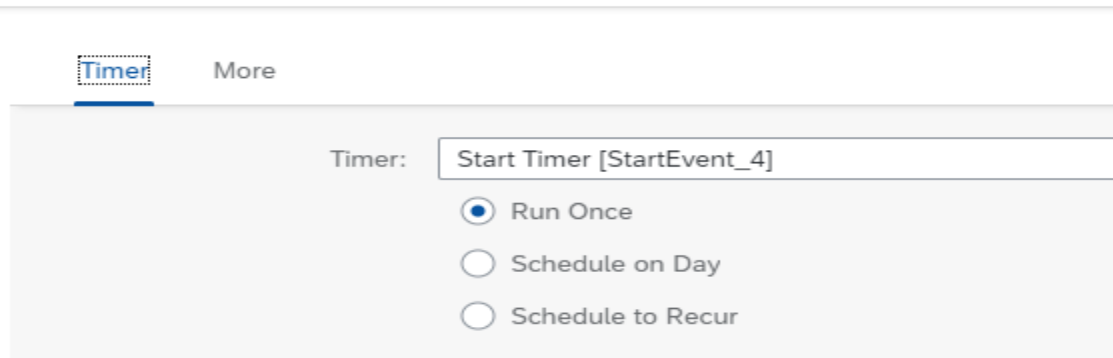 Timer More
Timer: Start Timer [StartEvent_4]
Run Once
Schedule on Day
Schedule to Recur